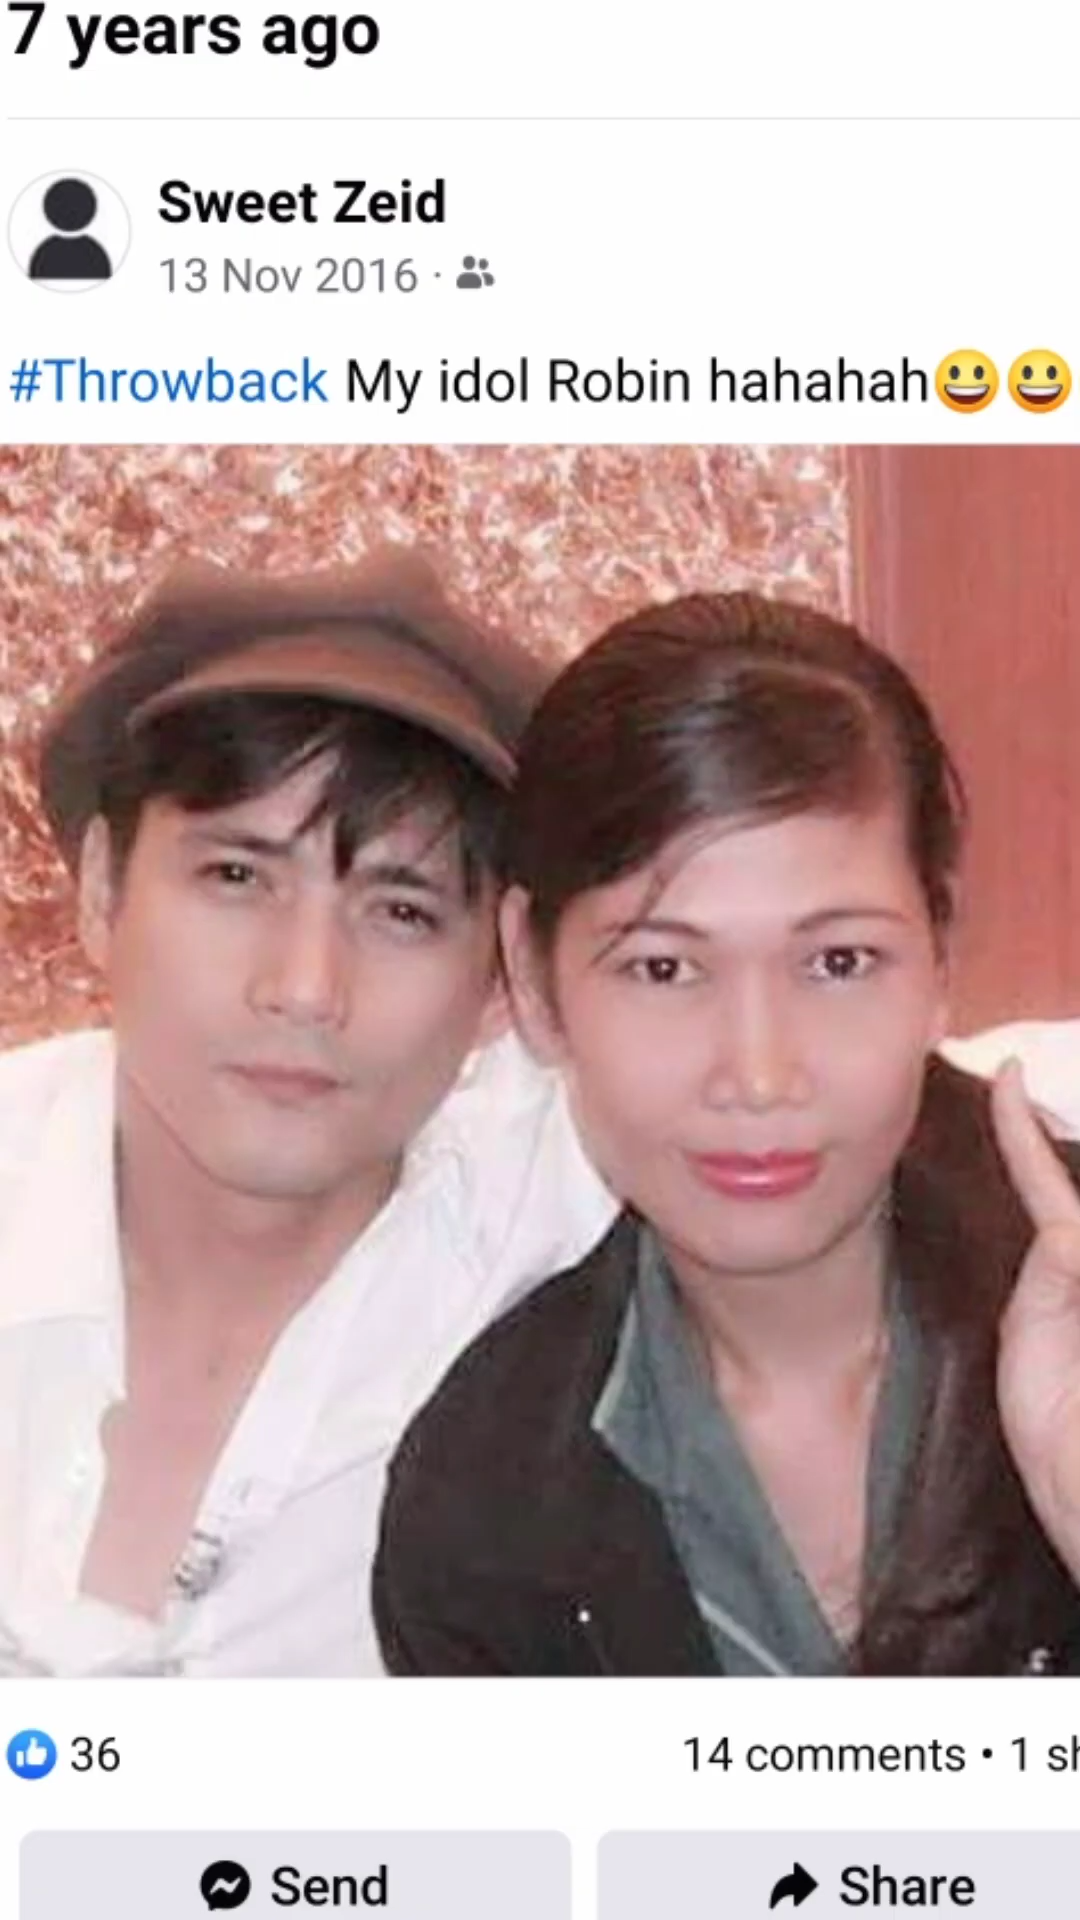 7 years ago
Sweet Zeid
13 Nov 2016 ·
#Throwback My idol Robin hahahah😀😀
36
14 comments • 1 sh
Send
Share